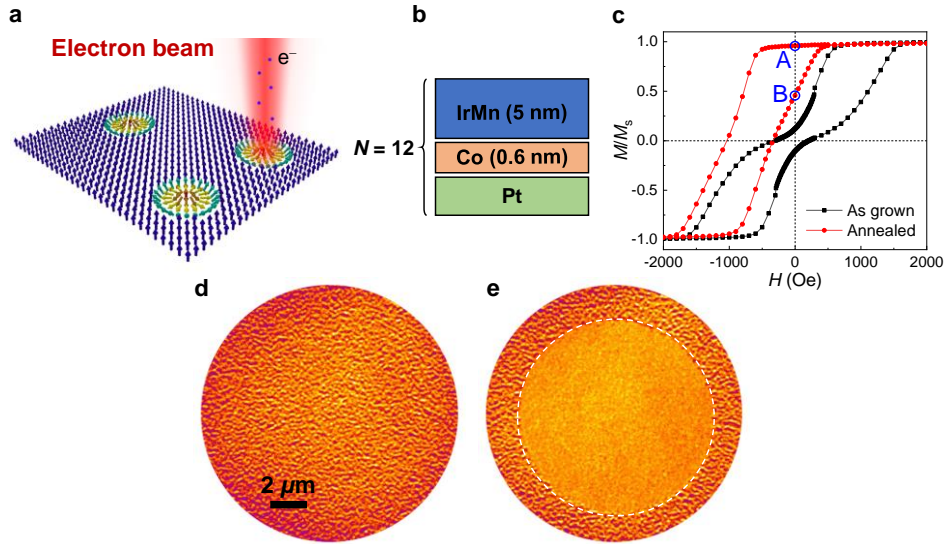 a
Electron beam
e⁻
b
N = 12
IrMn (5 nm)
Co (0.6 nm)
Pt
c
M/Ms
1.0
0.5
0.0
-0.5
-1.0
A
B
As grown
Annealed
-2000 -1000 0 1000 2000
H (Oe)
d
2 μm
e